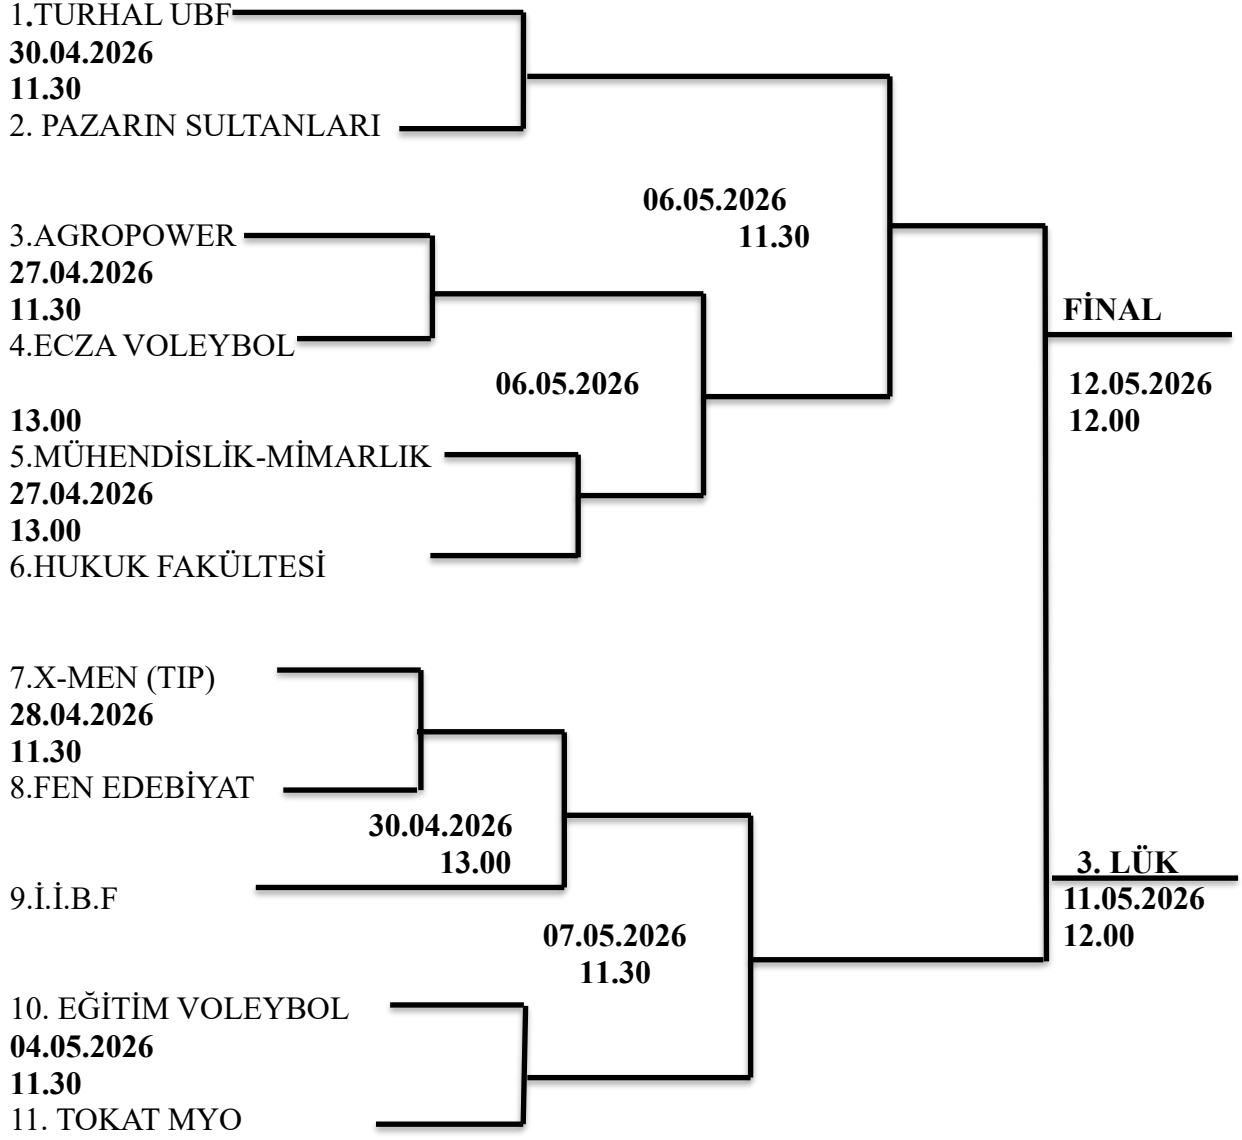 1.TURHAL UBF
30.04.2026
11.30
2. PAZARIN SULTANLARI
06.05.2026
11.30
3.AGROPOWER
27.04.2026
11.30
4.ECZA VOLEYBOL
06.05.2026
13.00
5.MÜHENDİSLİK-MİMARLIK
27.04.2026
13.00
6.HUKUK FAKÜLTESİ
FİNAL
12.05.2026
12.00
7.X-MEN (TIP)
28.04.2026
11.30
8.FEN EDEBİYAT
30.04.2026
13.00
9.İ.İ.B.F
07.05.2026
11.30
10. EĞİTİM VOLEYBOL
04.05.2026
11.30
11. TOKAT MYO
3. LÜK
11.05.2026
12.00